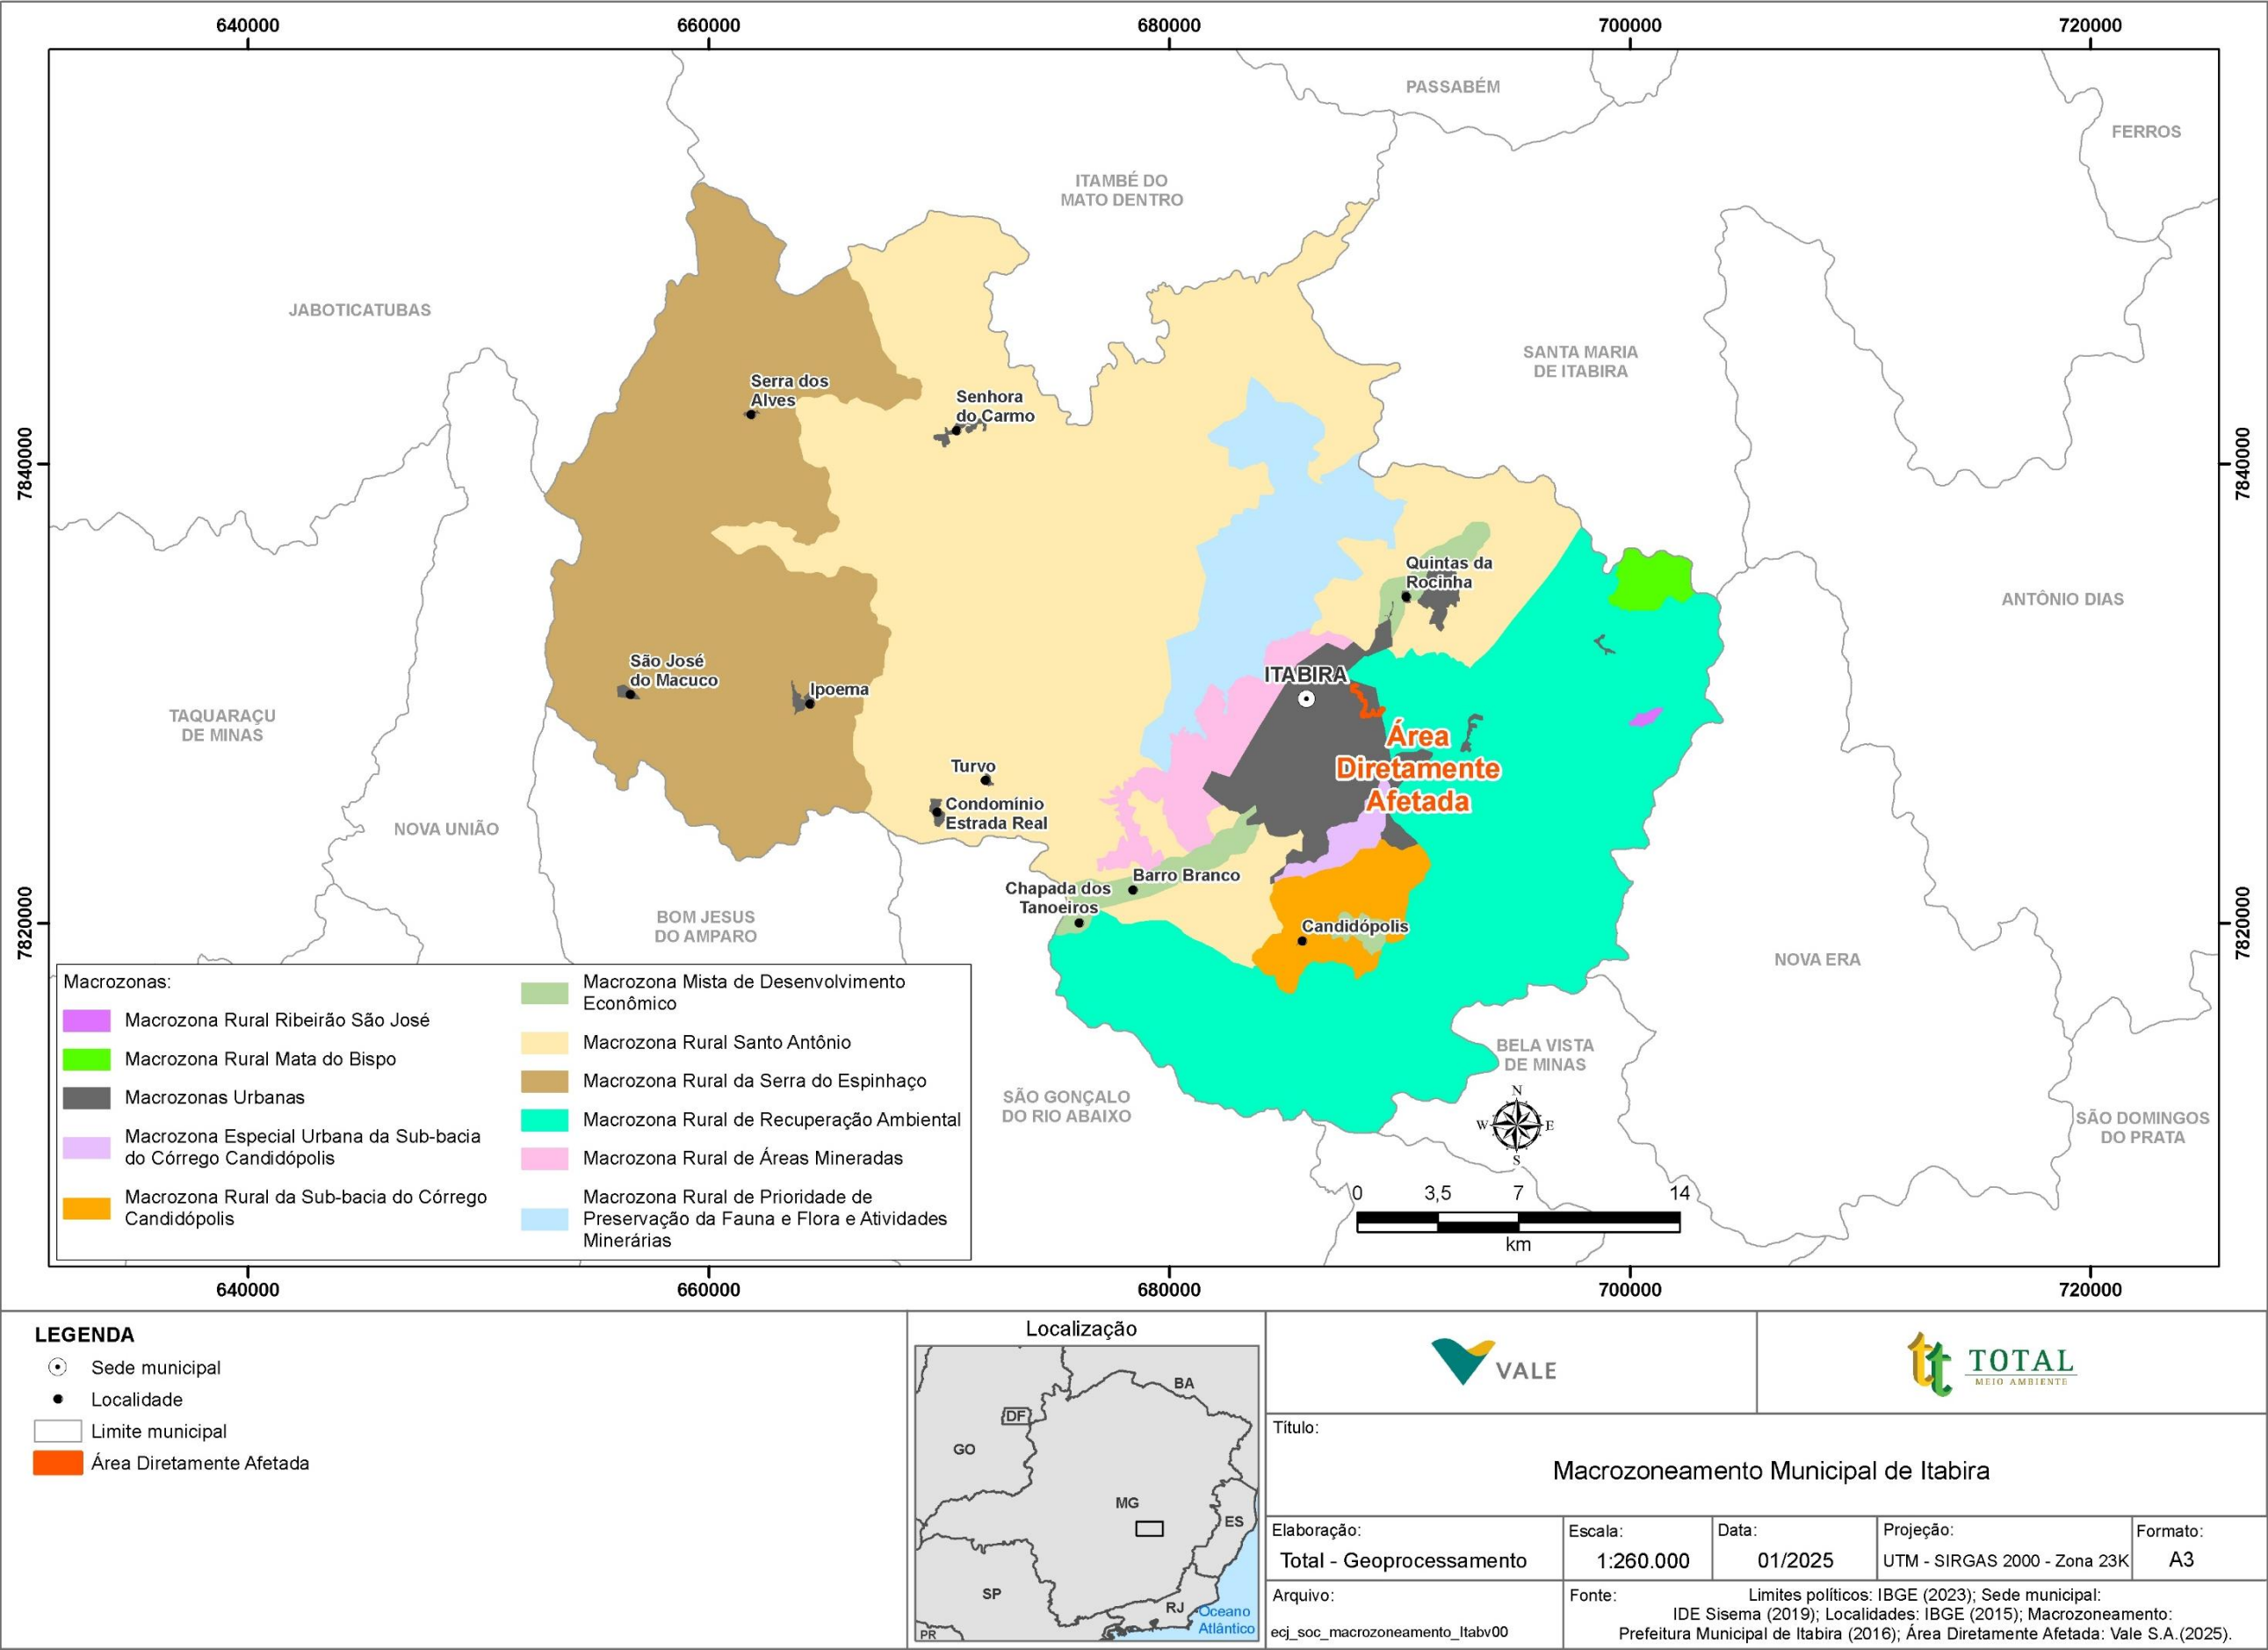 640000
660000
680000
700000
720000
PASSABÉM
FERROS
ITAMBÉ DO
MATO DENTRO
JABOTICATUBAS
SANTA MARIA
DE ITABIRA
Serra dos
Alves
Senhora
do Carmo
7840000
7840000
Quintas da
Rocinha
ANTÔNIO DIAS
São José
do Macuco
Ipoema
ITABIRA
TAQUARAÇU
DE MINAS
Área
Diretamente
Afetada
Turvo
Condomínio
Estrada Real
NOVA UNIÃO
Barro Branco
Chapada dos
Tanoeiros
7820000
7820000
BOM JESUS
DO AMPARO
Candidópolis
NOVA ERA
BELA VISTA
DE MINAS
SÃO GONÇALO
DO RIO ABAIXO
SÃO DOMINGOS
DO PRATA
N
W
E
S
0
3,5
7
14
km
Macrozonas:
Macrozona Rural Ribeirão São José
Macrozona Rural Mata do Bispo
Macrozonas Urbanas
Macrozona Especial Urbana da Sub-bacia
do Córrego Candidópolis
Macrozona Rural da Sub-bacia do Córrego
Candidópolis
Macrozona Mista de Desenvolvimento
Econômico
Macrozona Rural Santo Antônio
Macrozona Rural da Serra do Espinhaço
Macrozona Rural de Recuperação Ambiental
Macrozona Rural de Áreas Mineradas
Macrozona Rural de Prioridade de
Preservação da Fauna e Flora e Atividades
Minerárias
640000
660000
680000
700000
720000
LEGENDA
Sede municipal
Localidade
Limite municipal
Área Diretamente Afetada
Localização
BA
DF
GO
MG
ES
SP
RJ
PR
Oceano
Atlântico
VALE
tt TOTAL
MEIO AMBIENTE
Título:
Macrozoneamento Municipal de Itabira
Elaboração:
Total - Geoprocessamento
Escala:
1:260.000
Data:
01/2025
Projeção:
UTM - SIRGAS 2000 - Zona 23K
Formato:
A3
Arquivo:
ecj_soc_macrozoneamento_Itabv00
Fonte:
Limites políticos: IBGE (2023); Sede municipal:
IDE Sisema (2019); Localidades: IBGE (2015); Macrozoneamento:
Prefeitura Municipal de Itabira (2016); Área Diretamente Afetada: Vale S.A.(2025).